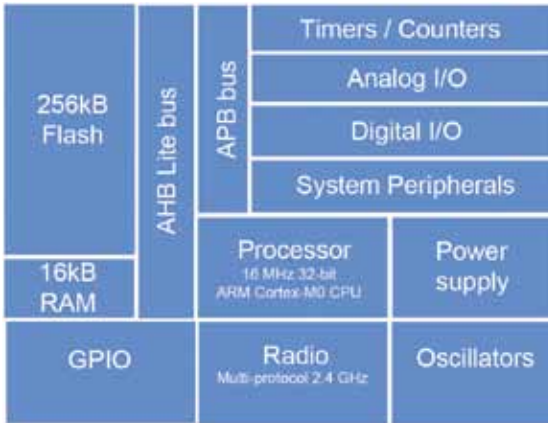 256kB
Flash
16kB
RAM
AHB Lite bus
APB bus
Timers / Counters
Analog I/O
Digital I/O
System Peripherals
Processor
16 MHz 32-bit
ARM Cortex-M0 CPU
Power
supply
GPIO
Radio
Multi-protocol 2.4 GHz
Oscillators